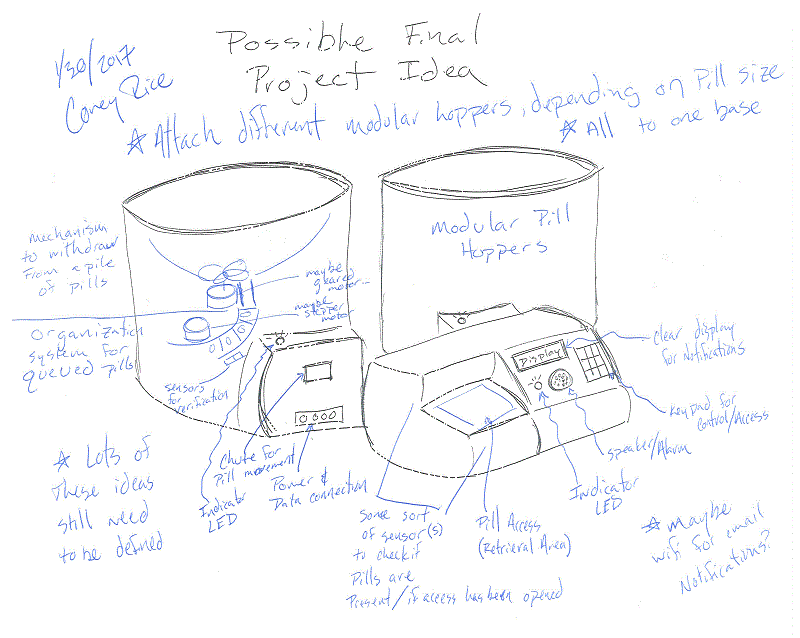 Possible Final
Project Idea
1/30/2017
Corey Rice
* Attach different modular hoppers, depending on Pill size
* All to one base
mechanism
to withdraw
from a pile
of pills
maybe
geared
motor...
maybe
stepper
motor
organization
system for
queued pills
sensors
for
verification
Modular Pill
Hoppers
Display
clear display
for Notifications
Keypad for
control/Access
speaker/Alarm
Indicator
LED
Chute for
Pill movement
Indicator
LED
Power &
Data connection
Some sort
of sensor(s)
to check if
Pills are
Present/if access has been opened
Pill Access
(Retrieval Area)
* Lots of
These ideas
still need
to be defined
* maybe
wifi for email
Notifications?